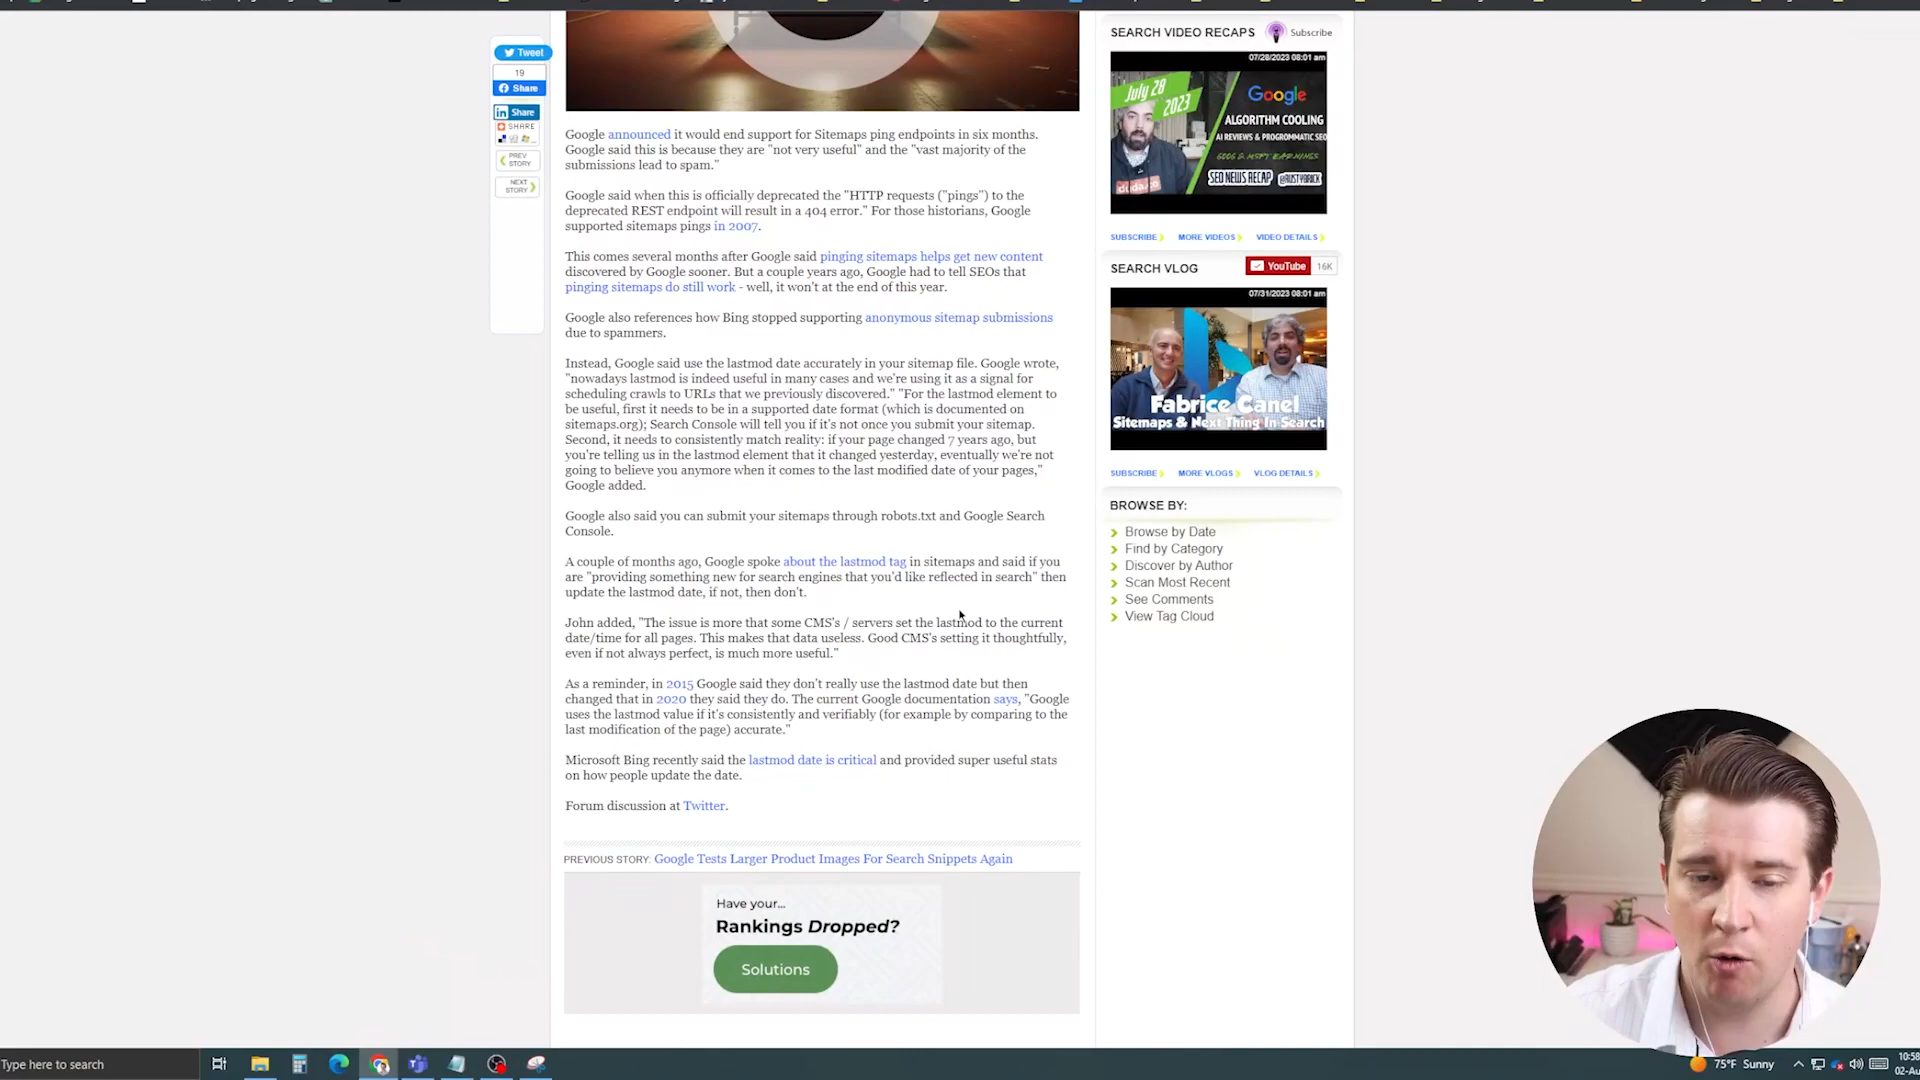 Tweet
19
Share
Share
SHARE
PREV
STORY
NEXT
STORY
Google announced it would end support for Sitemaps ping endpoints in six months.
Google said this is because they are "not very useful" and the "vast majority of the
submissions lead to spam."
Google said when this is officially deprecated the "HTTP requests ("pings") to the
deprecated REST endpoint will result in a 404 error." For those historians, Google
supported sitemaps pings in 2007.
This comes several months after Google said pinging sitemaps helps get new content
discovered by Google sooner. But a couple years ago, Google had to tell SEOs that
pinging sitemaps do still work - well, it won't at the end of this year.
Google also references how Bing stopped supporting anonymous sitemap submissions
due to spammers.
Instead, Google said use the lastmod date accurately in your sitemap file. Google wrote,
"nowadays lastmod is indeed useful in many cases and we're using it as a signal for
scheduling crawls to URLs that we previously discovered." "For the lastmod element to
be useful, first it needs to be in a supported date format (which is documented on
sitemaps.org); Search Console will tell you if it's not once you submit your sitemap.
Second, it needs to consistently match reality: if your page changed 7 years ago, but
you're telling us in the lastmod element that it changed yesterday, eventually we're not
going to believe you anymore when it comes to the last modified date of your pages,"
Google added.
Google also said you can submit your sitemaps through robots.txt and Google Search
Console.
A couple of months ago, Google spoke about the lastmod tag in sitemaps and said if you
are "providing something new for search engines that you'd like reflected in search" then
update the lastmod date, if not, then don't.
John added, "The issue is more that some CMS's / servers set the lastmod to the current
date/time for all pages. This makes that data useless. Good CMS's setting it thoughtfully,
even if not always perfect, is much more useful."
As a reminder, in 2015 Google said they don't really use the lastmod date but then
changed that in 2020 they said they do. The current Google documentation says, "Google
uses the lastmod value if it's consistently and verifiably (for example by comparing to the
last modification of the page) accurate."
Microsoft Bing recently said the lastmod date is critical and provided super useful stats
on how people update the date.
Forum discussion at Twitter.
PREVIOUS STORY: Google Tests Larger Product Images For Search Snippets Again
Have your...
Rankings Dropped?
Solutions
SEARCH VIDEO RECAPS
Subscribe
07/28/2023 08:01 am
July 28
2023
Google
ALGORITHM COOLING
AI REVIEWS & PROGRAMMATIC SEO
GOOG & MSFT EARNINGS
SEO NEWS RECAP
@RUSTYBRICK
SUBSCRIBE
MORE VIDEOS
VIDEO DETAILS
SEARCH VLOG
YouTube
16K
07/31/2023 08:01 am
Fabrice Canel
Sitemaps & Next Thing In Search
SUBSCRIBE
MORE VLOGS
VLOG DETAILS
BROWSE BY:
Browse by Date
Find by Category
Discover by Author
Scan Most Recent
See Comments
View Tag Cloud
Type here to search
75°F Sunny
10:58
02-Au